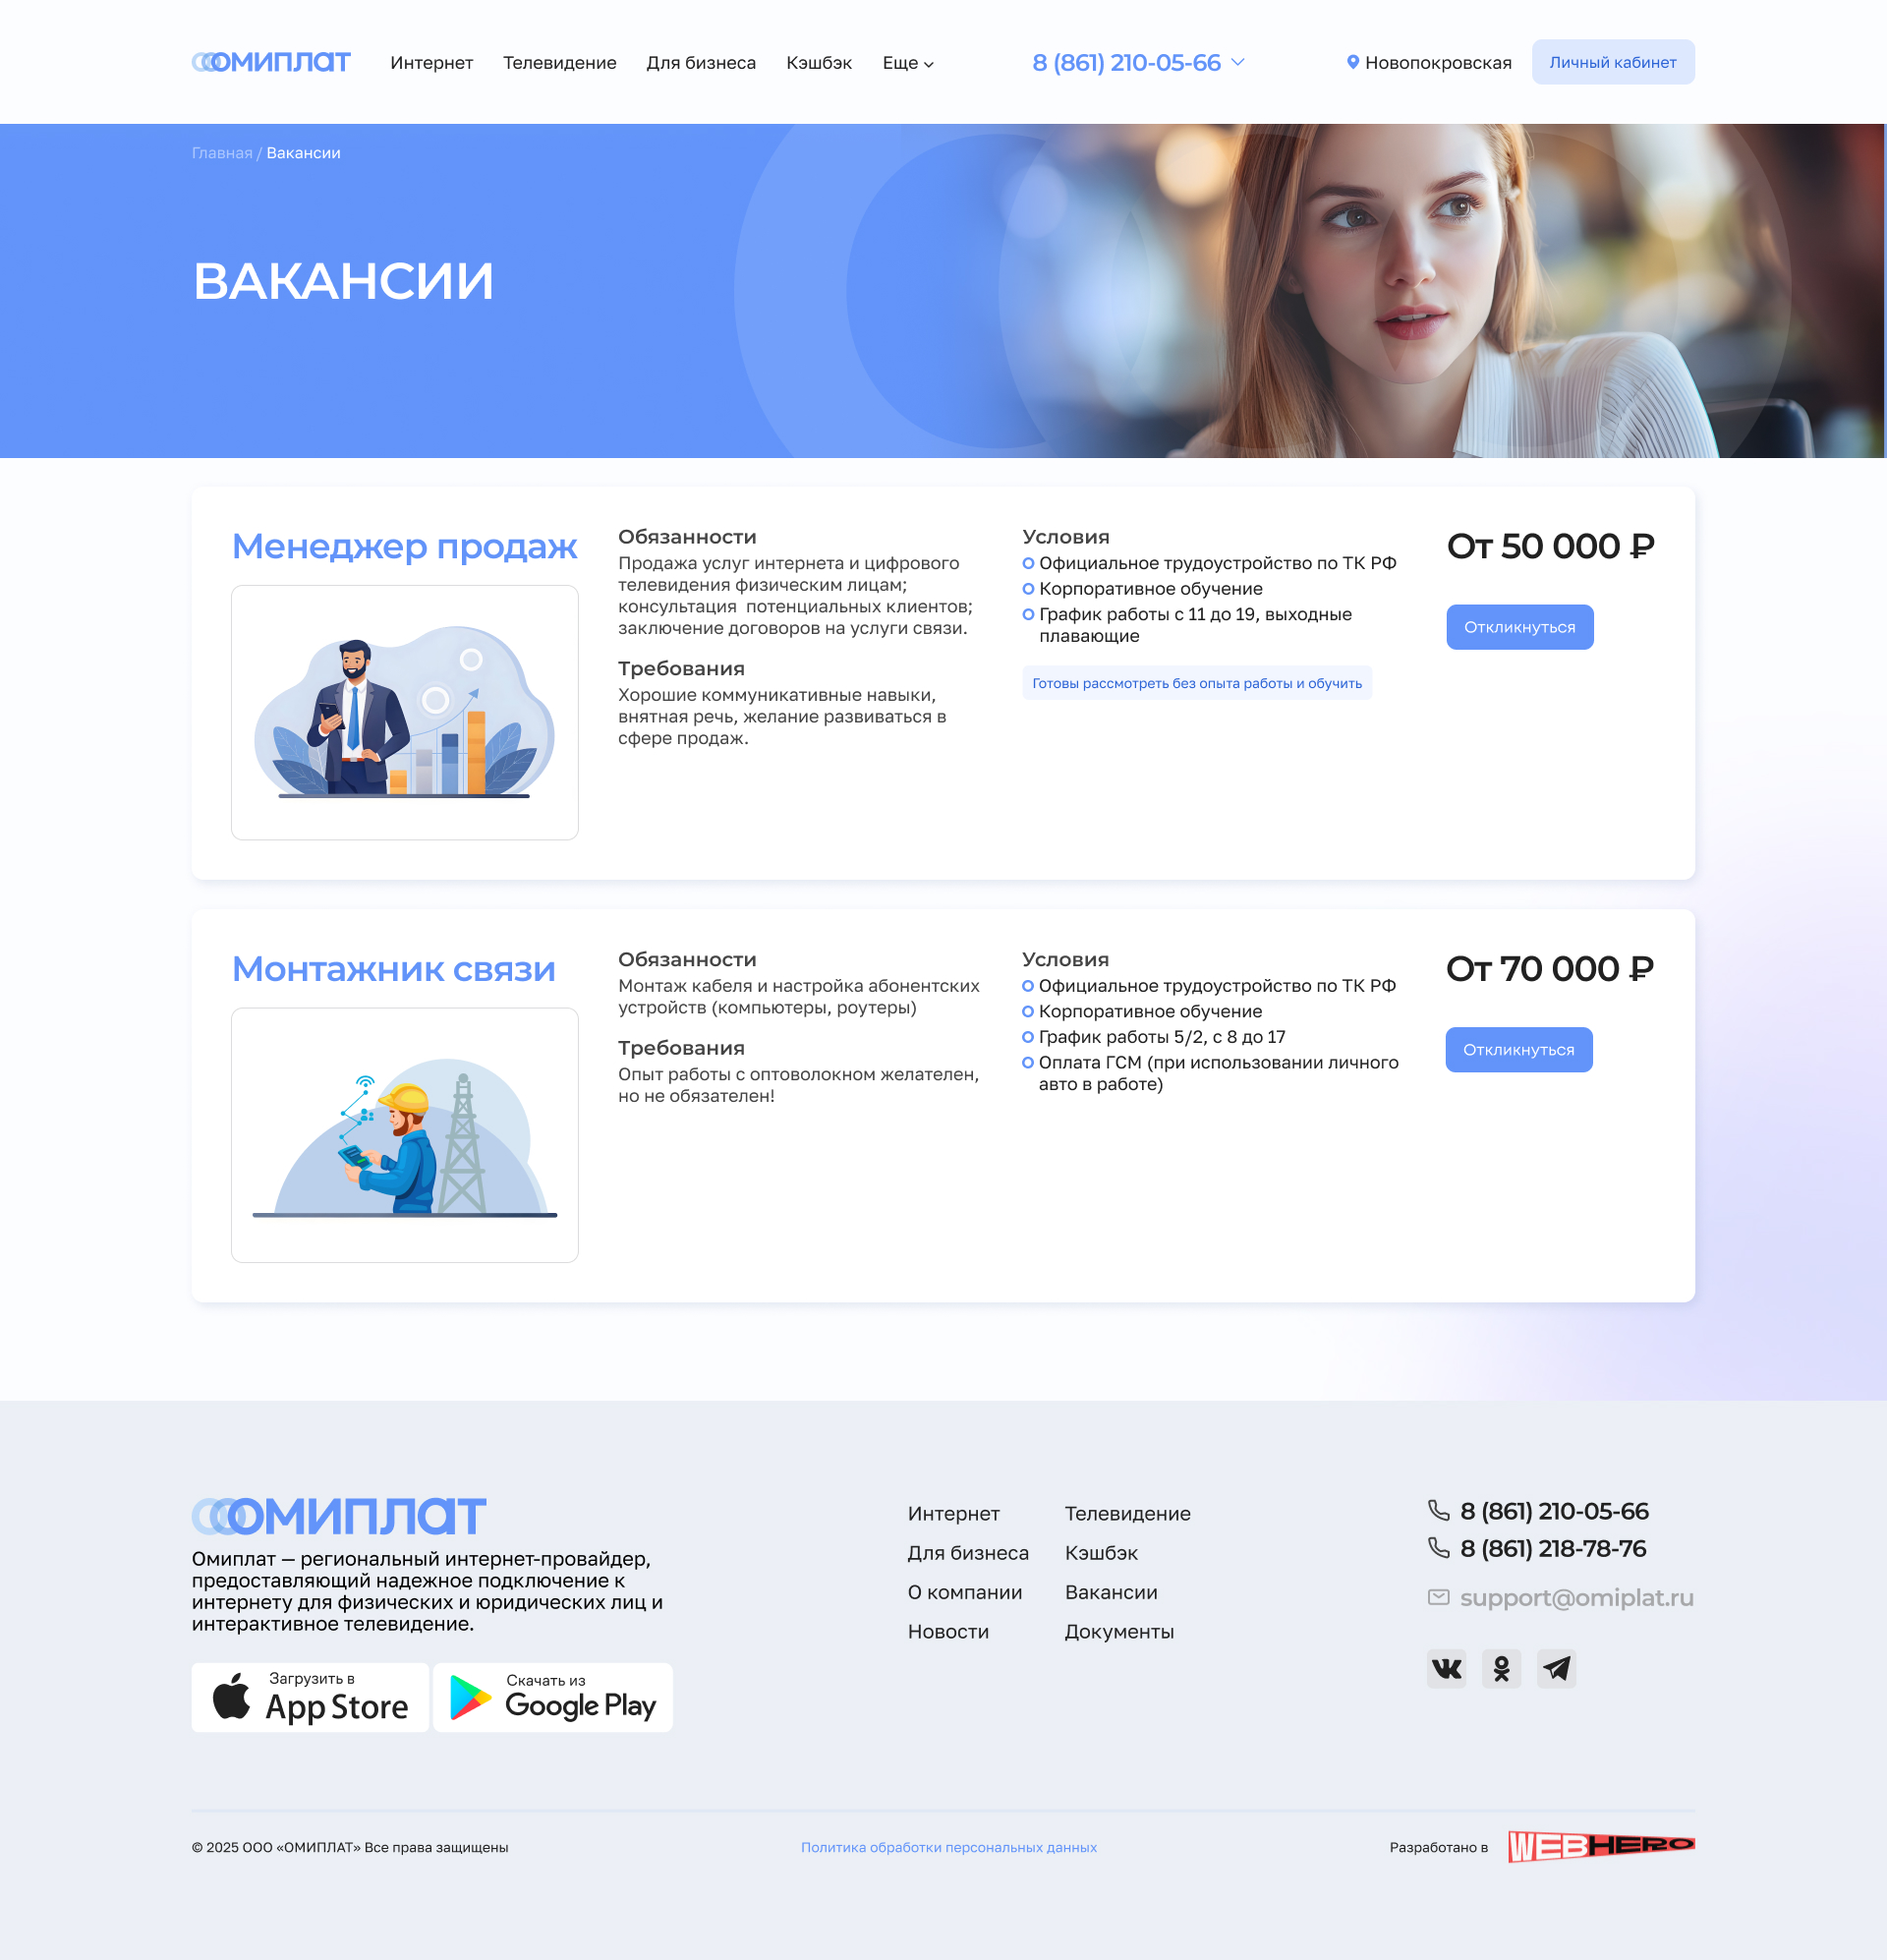 ОМИПЛАТ
Интернет
Телевидение
Для бизнеса
Кэшбэк
Еще
8 (861) 210-05-66
Новопокровская
Личный кабинет
Главная / Вакансии
ВАКАНСИИ
Менеджер продаж
Обязанности
Продажа услуг интернета и цифрового
телевидения физическим лицам;
консультация  потенциальных клиентов;
заключение договоров на услуги связи.
Требования
Хорошие коммуникативные навыки,
внятная речь, желание развиваться в
сфере продаж.
Условия
Официальное трудоустройство по ТК РФ
Корпоративное обучение
График работы с 11 до 19, выходные
плавающие
Готовы рассмотреть без опыта работы и обучить
От 50 000 ₽
Откликнуться
Монтажник связи
Обязанности
Монтаж кабеля и настройка абонентских
устройств (компьютеры, роутеры)
Требования
Опыт работы с оптоволокном желателен,
но не обязателен!
Условия
Официальное трудоустройство по ТК РФ
Корпоративное обучение
График работы 5/2, с 8 до 17
Оплата ГСМ (при использовании личного
авто в работе)
От 70 000 ₽
Откликнуться
ОМИПЛАТ
Омиплат — региональный интернет-провайдер,
предоставляющий надежное подключение к
интернету для физических и юридических лиц и
интерактивное телевидение.
Загрузить в
App Store
Скачать из
Google Play
Интернет
Телевидение
Для бизнеса
Кэшбэк
О компании
Вакансии
Новости
Документы
8 (861) 210-05-66
8 (861) 218-78-76
support@omiplat.ru
© 2025 ООО «ОМИПЛАТ» Все права защищены
Политика обработки персональных данных
Разработано в
WEBHERO